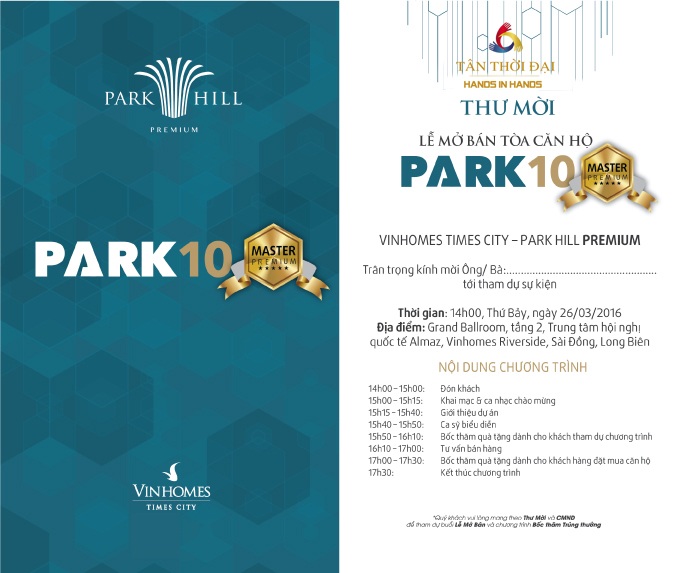 PARK HILL
PREMIUM
PARK10
MASTER
PREMIUM
VINHOMES
TIMES CITY
TÂN THỜI ĐẠI
HANDS IN HANDS
THƯ MỜI
LỄ MỞ BÁN TÒA CĂN HỘ
PARK10
MASTER
PREMIUM
VINHOMES TIMES CITY – PARK HILL PREMIUM
Trân trọng kính mời Ông/ Bà:....................................................
tới tham dự sự kiện
Thời gian: 14h00, Thứ Bảy, ngày 26/03/2016
Địa điểm: Grand Ballroom, tầng 2, Trung tâm hội nghị
quốc tế Almaz, Vinhomes Riverside, Sài Đồng, Long Biên
NỘI DUNG CHƯƠNG TRÌNH
14h00 – 15h00: Đón khách
15h00 – 15h15: Khai mạc & ca nhạc chào mừng
15h15 – 15h40: Giới thiệu dự án
15h40 – 15h50: Ca sỹ biểu diễn
15h50 – 16h10: Bốc thăm quà tặng dành cho khách tham dự chương trình
16h10 – 17h00: Tư vấn bán hàng
17h00 – 17h30: Bốc thăm quà tặng dành cho khách hàng đặt mua căn hộ
17h30: Kết thúc chương trình
*Quý khách vui lòng mang theo Thư Mời và CMND
để tham dự buổi Lễ Mở Bán và chương trình Bốc thăm Trúng thưởng